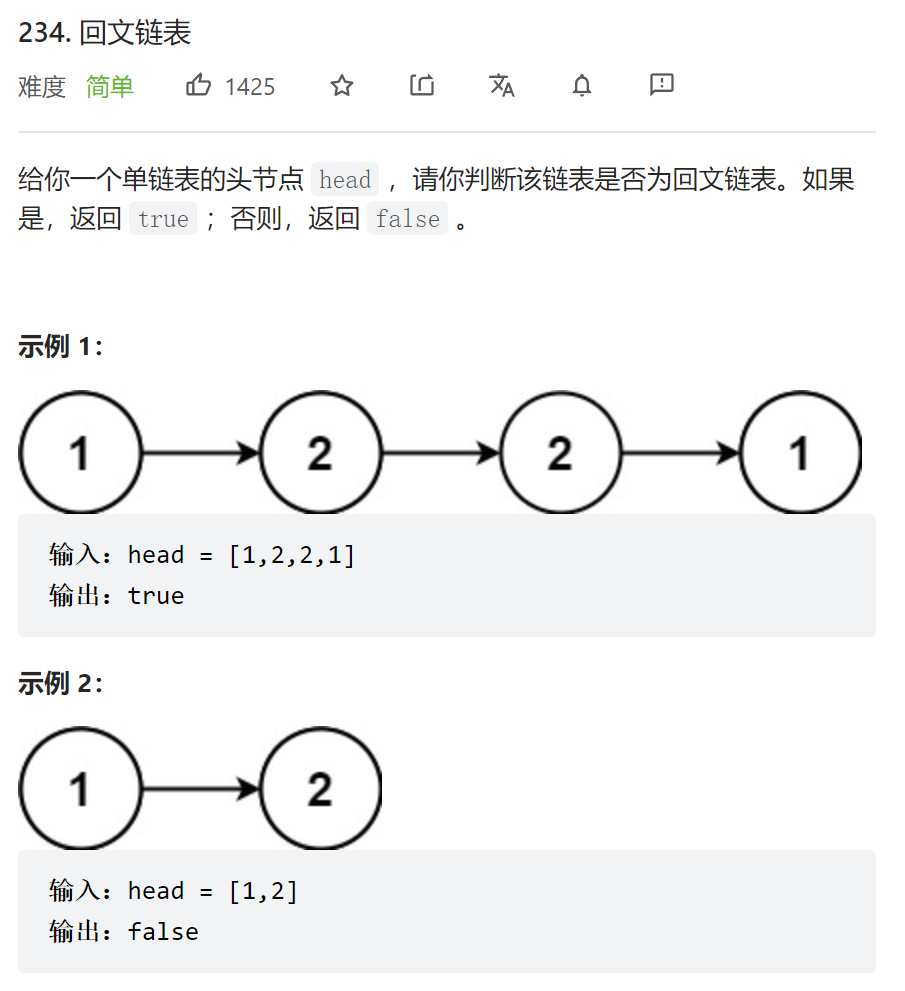 234. 回文链表
难度 简单 1425
给你一个单链表的头节点 head ，请你判断该链表是否为回文链表。如果
是，返回 true ；否则，返回 false 。
示例 1：
1 2 2 1
输入：head = [1,2,2,1]
输出：true
示例 2：
1 2
输入：head = [1,2]
输出：false